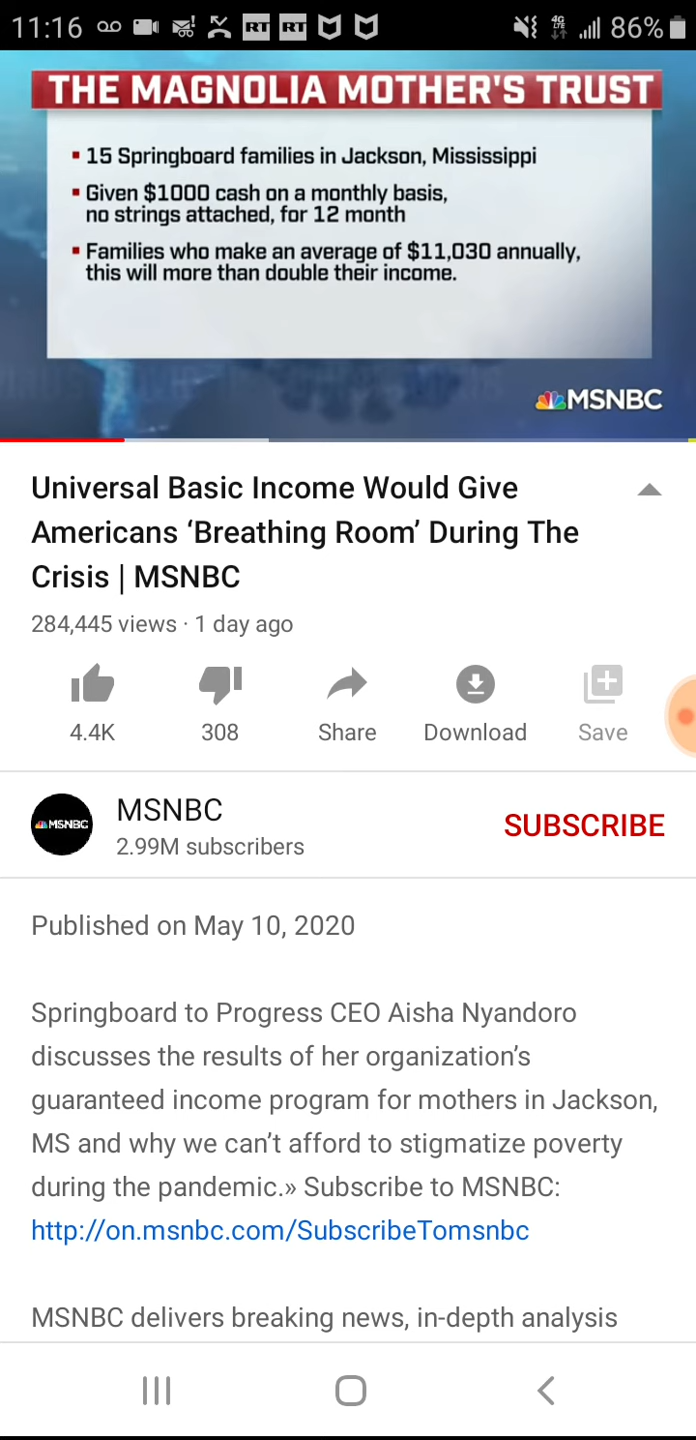 11:16 RT RT 4G LTE 86%
THE MAGNOLIA MOTHER'S TRUST
15 Springboard families in Jackson, Mississippi
Given $1000 cash on a monthly basis,
no strings attached, for 12 month
Families who make an average of $11,030 annually,
this will more than double their income.
MSNBC
Universal Basic Income Would Give
Americans ‘Breathing Room’ During The
Crisis | MSNBC
284,445 views · 1 day ago
4.4K 308 Share Download Save
MSNBC
MSNBC
2.99M subscribers
SUBSCRIBE
Published on May 10, 2020
Springboard to Progress CEO Aisha Nyandoro
discusses the results of her organization’s
guaranteed income program for mothers in Jackson,
MS and why we can’t afford to stigmatize poverty
during the pandemic.» Subscribe to MSNBC:
http://on.msnbc.com/SubscribeTomsnbc
MSNBC delivers breaking news, in-depth analysis